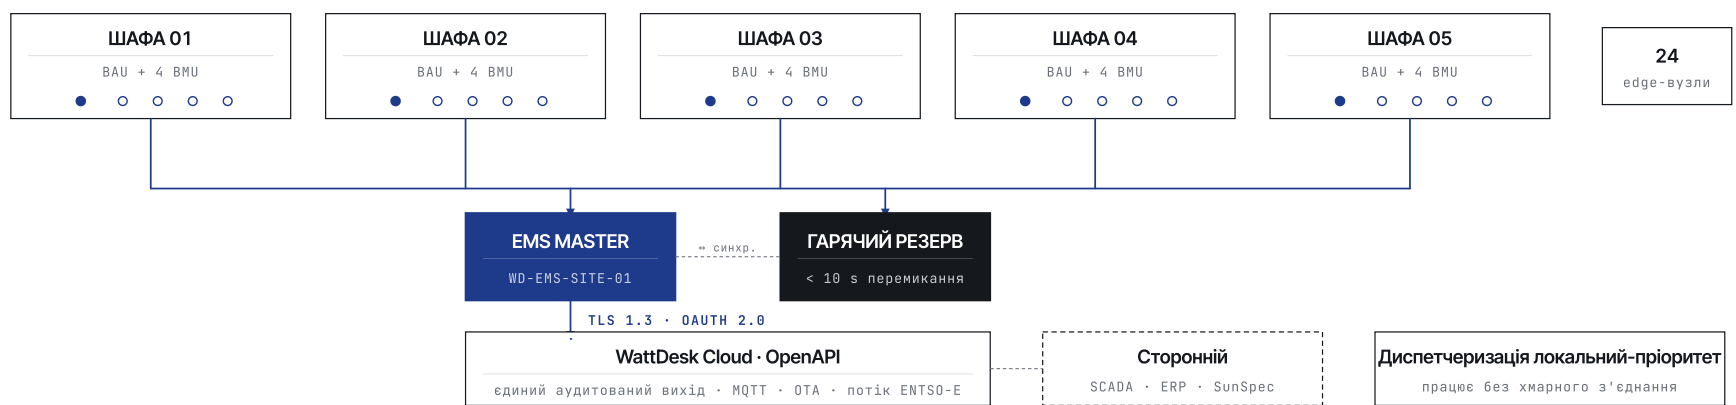 ШАФА 01
BAU + 4 BMU
ШАФА 02
BAU + 4 BMU
ШАФА 03
BAU + 4 BMU
ШАФА 04
BAU + 4 BMU
ШАФА 05
BAU + 4 BMU
24
edge-вузли
EMS MASTER
WD-EMS-SITE-01
↔ синхр.
ГАРЯЧИЙ РЕЗЕРВ
< 10 s перемикання
TLS 1.3 · OAUTH 2.0
WattDesk Cloud · OpenAPI
єдиний аудитований вихід · MQTT · OTA · потік ENTSO-E
Сторонній
SCADA · ERP · SunSpec
Диспетчеризація локальний-пріоритет
працює без хмарного з'єднання